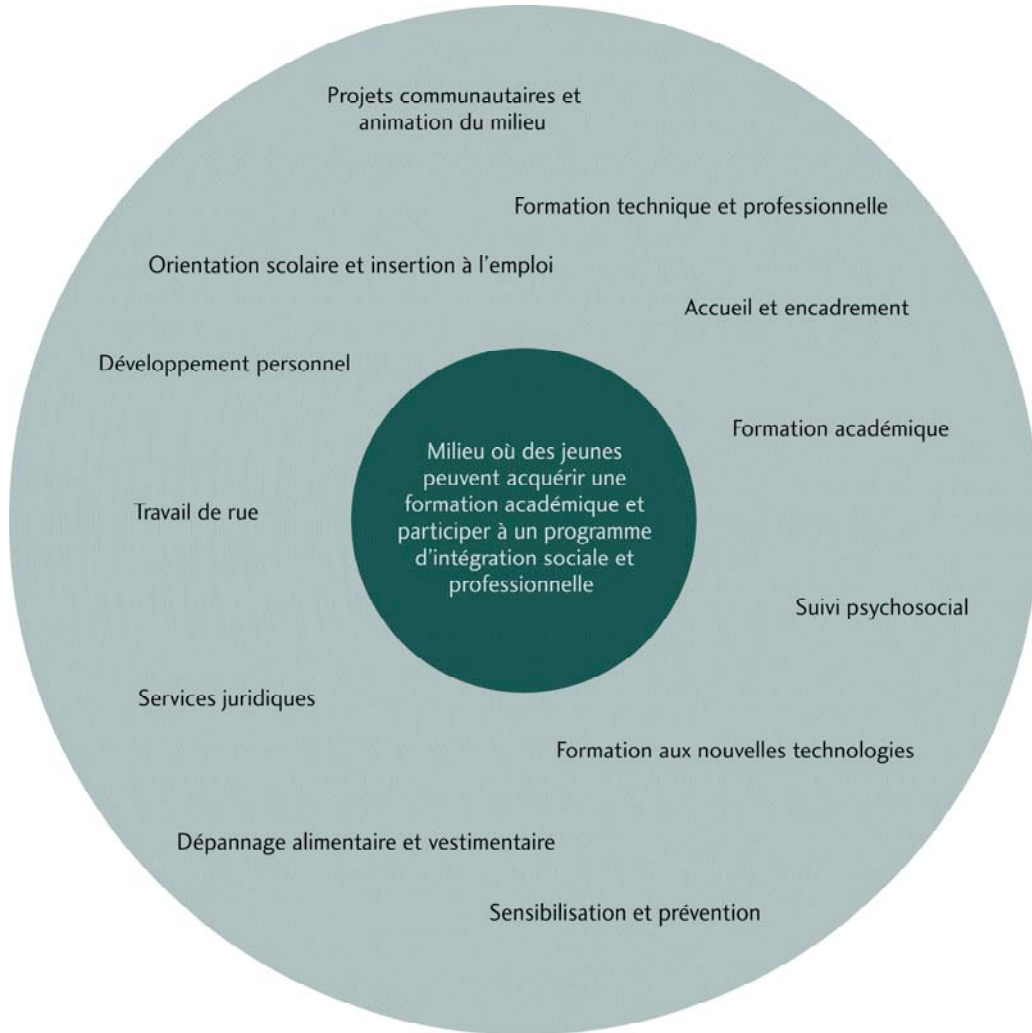 Projets communautaires et
animation du milieu
Formation technique et professionnelle
Orientation scolaire et insertion à l'emploi
Accueil et encadrement
Développement personnel
Formation académique
Milieu où des jeunes
peuvent acquérir une
formation académique et
participer à un programme
d'intégration sociale et
professionnelle
Travail de rue
Suivi psychosocial
Services juridiques
Formation aux nouvelles technologies
Dépannage alimentaire et vestimentaire
Sensibilisation et prévention